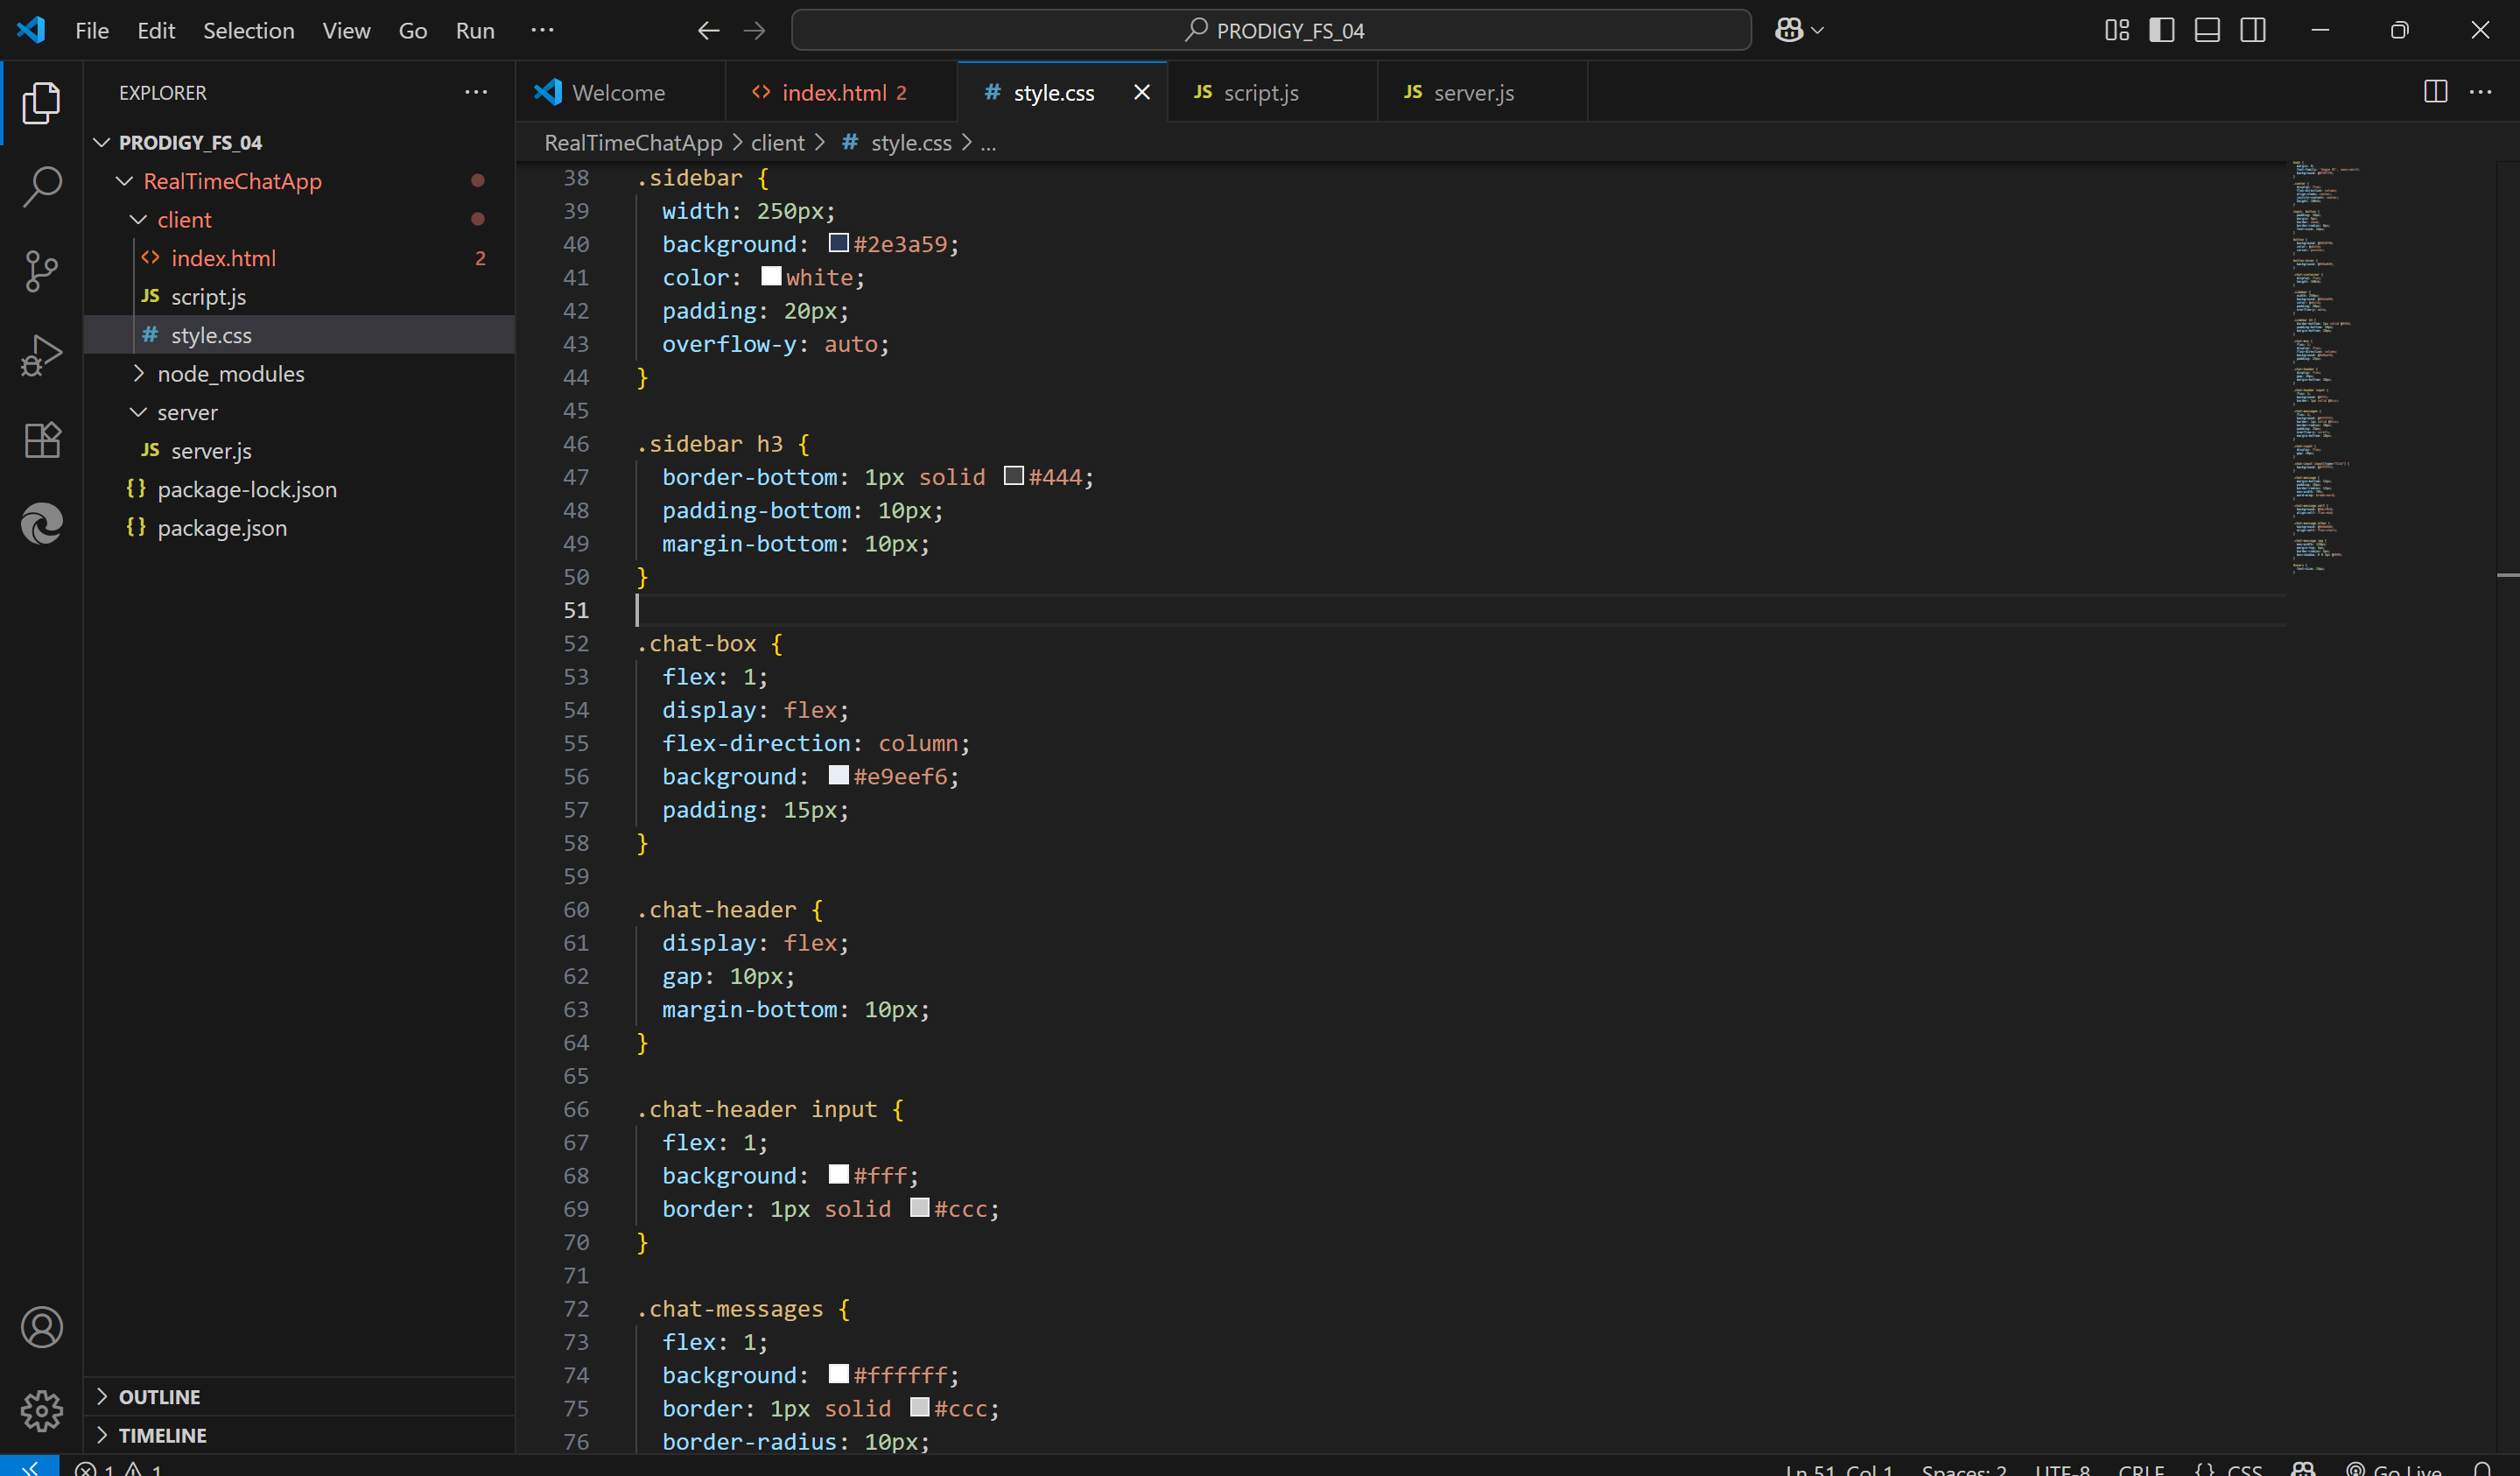 File Edit Selection View Go Run ···
PRODIGY_FS_04
EXPLORER ···
PRODIGY_FS_04
RealTimeChatApp
client
<> index.html 2
JS script.js
# style.css
node_modules
server
JS server.js
{} package-lock.json
{} package.json
OUTLINE
TIMELINE
Welcome
<> index.html 2
# style.css
JS script.js
JS server.js
RealTimeChatApp > client > # style.css > ...
38 .sidebar {
39 width: 250px;
40 background: #2e3a59;
41 color: white;
42 padding: 20px;
43 overflow-y: auto;
44 }
45
46 .sidebar h3 {
47 border-bottom: 1px solid #444;
48 padding-bottom: 10px;
49 margin-bottom: 10px;
50 }
51
52 .chat-box {
53 flex: 1;
54 display: flex;
55 flex-direction: column;
56 background: #e9eef6;
57 padding: 15px;
58 }
59
60 .chat-header {
61 display: flex;
62 gap: 10px;
63 margin-bottom: 10px;
64 }
65
66 .chat-header input {
67 flex: 1;
68 background: #fff;
69 border: 1px solid #ccc;
70 }
71
72 .chat-messages {
73 flex: 1;
74 background: #ffffff;
75 border: 1px solid #ccc;
76 border-radius: 10px;
1 1
Ln 51, Col 1 Spaces: 2 UTF-8 CRLF {} CSS Go Live